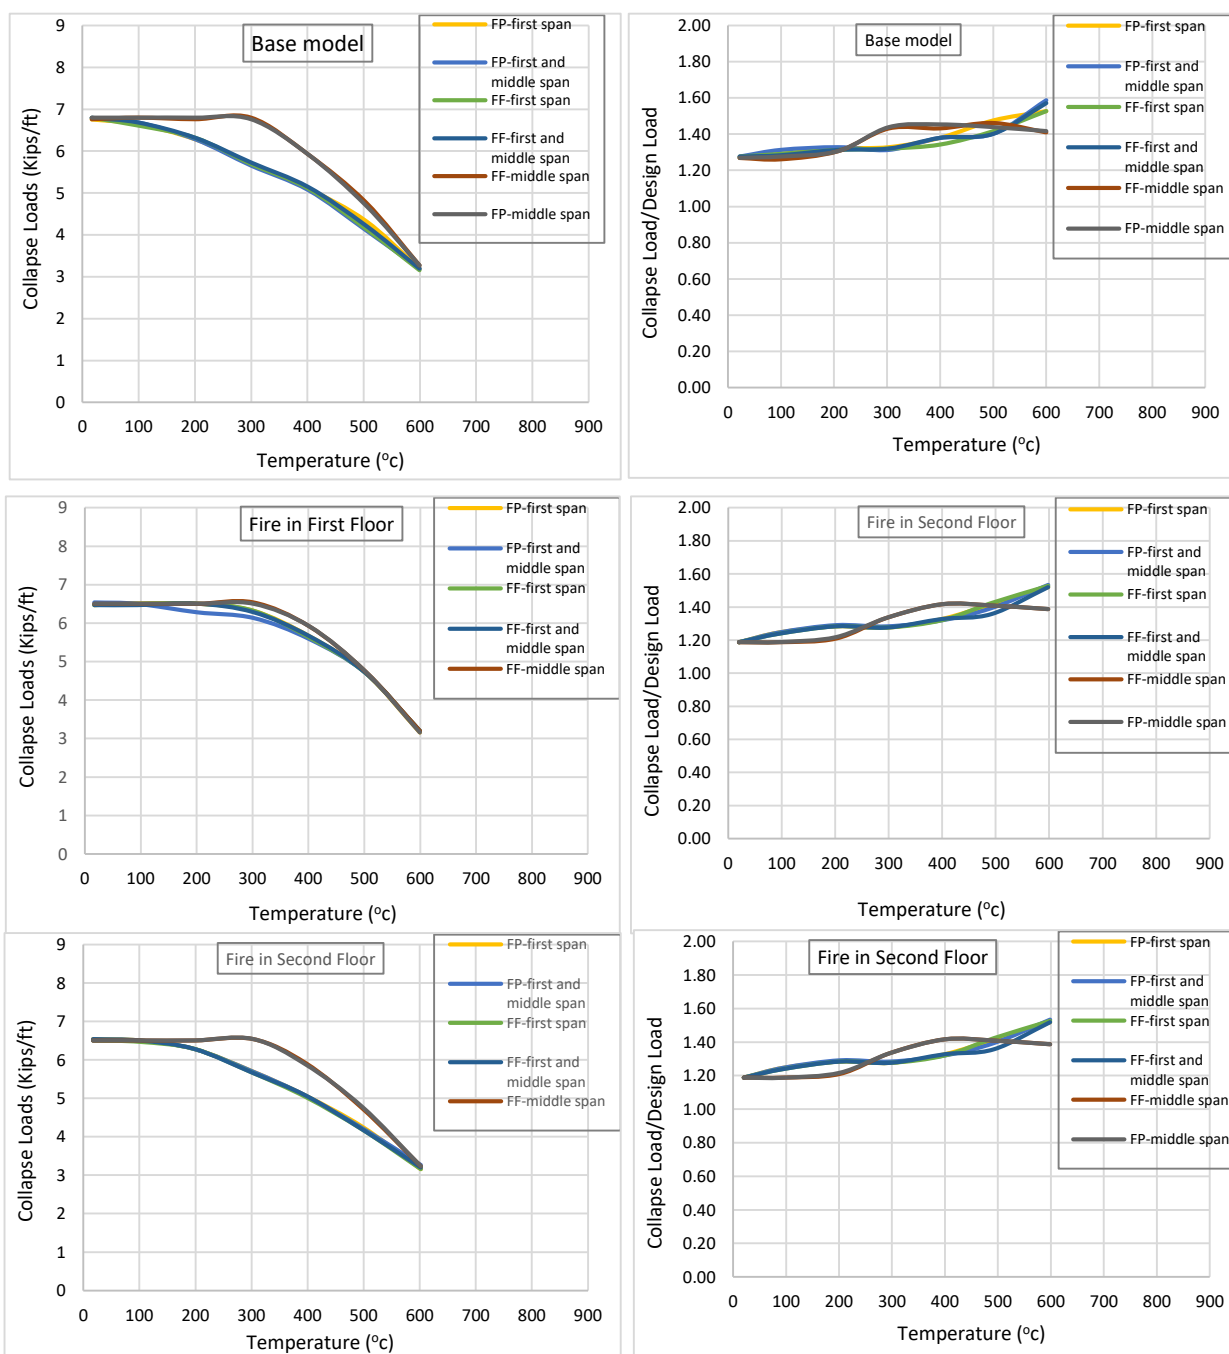 Base model
9
8
7
6
5
4
3
2
1
0
0 100 200 300 400 500 600 700 800 900
Collapse Loads (Kips/ft)
Temperature (°c)
FP-first span
FP-first and
middle span
FF-first span
FF-first and
middle span
FF-middle span
FP-middle span
Base model
2.00
1.80
1.60
1.40
1.20
1.00
0.80
0.60
0.40
0.20
0.00
0 100 200 300 400 500 600 700 800 900
Collapse Load/Design Load
Temperature (°c)
FP-first span
FP-first and
middle span
FF-first span
FF-first and
middle span
FF-middle span
FP-middle span
Fire in First Floor
9
8
7
6
5
4
3
2
1
0
0 100 200 300 400 500 600 700 800 900
Collapse Loads (Kips/ft)
Temperature (°c)
FP-first span
FP-first and
middle span
FF-first span
FF-first and
middle span
FF-middle span
Fire in Second Floor
2.00
1.80
1.60
1.40
1.20
1.00
0.80
0.60
0.40
0.20
0.00
0 100 200 300 400 500 600 700 800 900
Collapse Load/Design Load
Temperature (°c)
FP-first span
FP-first and
middle span
FF-first span
FF-first and
middle span
FF-middle span
FP-middle span
Fire in Second Floor
9
8
7
6
5
4
3
2
1
0
0 100 200 300 400 500 600 700 800 900
Collapse Loads (Kips/ft)
Temperature (°c)
FP-first span
FP-first and
middle span
FF-first span
FF-first and
middle span
FF-middle span
Fire in Second Floor
2.00
1.80
1.60
1.40
1.20
1.00
0.80
0.60
0.40
0.20
0.00
0 100 200 300 400 500 600 700 800 900
Collapse Load/Design Load
Temperature (°c)
FP-first span
FP-first and
middle span
FF-first span
FF-first and
middle span
FF-middle span
FP-middle span